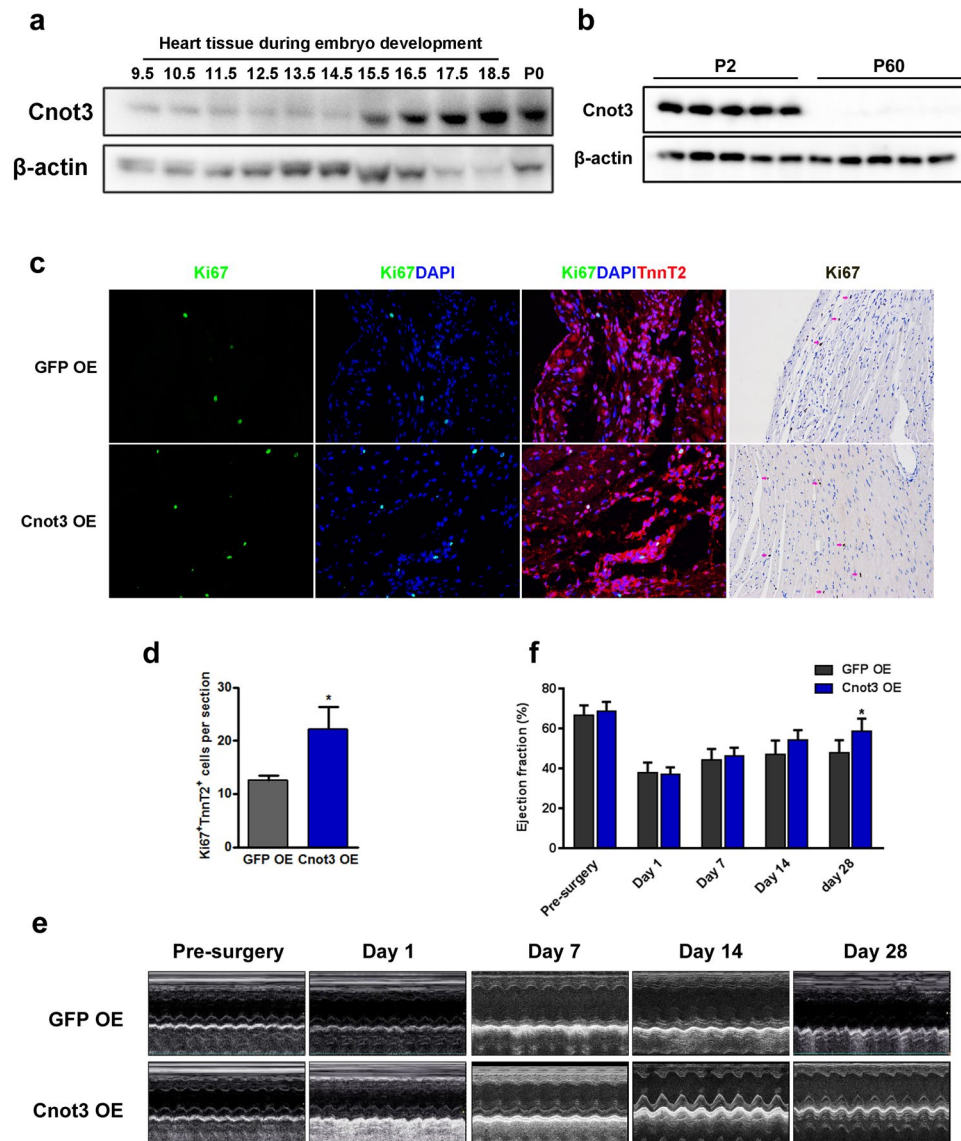 a
Heart tissue during embryo development
9.5 10.5 11.5 12.5 13.5 14.5 15.5 16.5 17.5 18.5 P0
Cnot3
β-actin
b
P2 P60
Cnot3
β-actin
c
Ki67 Ki67DAPI Ki67DAPITnnT2 Ki67
GFP OE
Cnot3 OE
d
Ki67⁺TnnT2⁺ cells per section
30
20
10
0
*
GFP OE Cnot3 OE
f
GFP OE
Cnot3 OE
Ejection fraction (%)
80
60
40
20
0
*
Pre-surgery Day 1 Day 7 Day 14 day 28
e
Pre-surgery Day 1 Day 7 Day 14 Day 28
GFP OE
Cnot3 OE